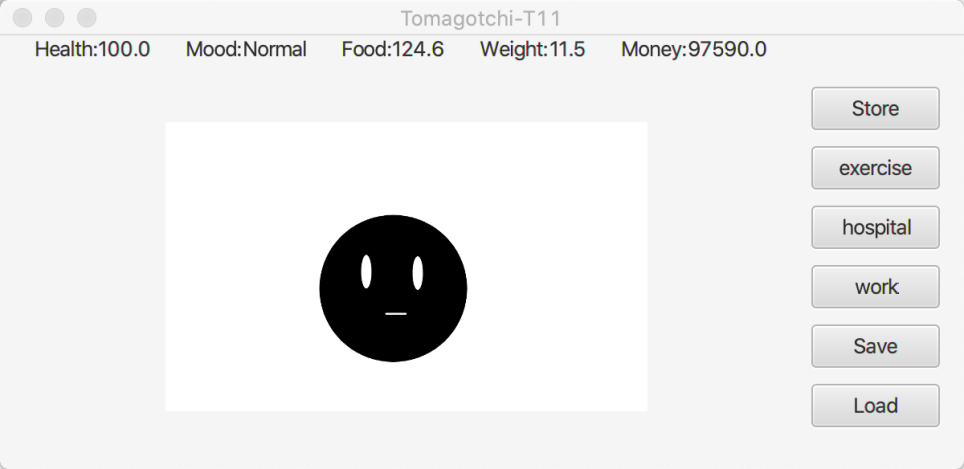 Tomagotchi-T11
Health:100.0 Mood:Normal Food:124.6 Weight:11.5 Money:97590.0
Store
exercise
hospital
work
Save
Load